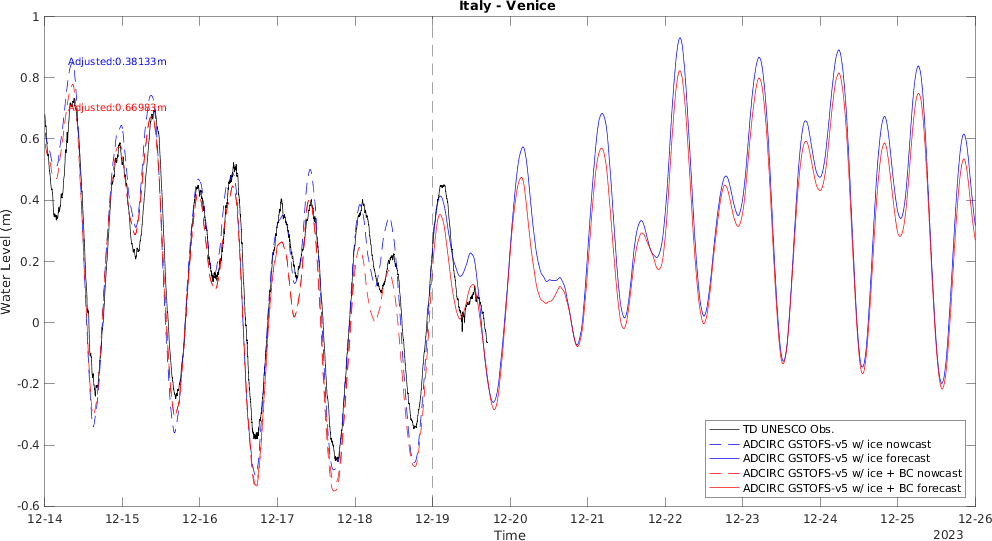 Italy - Venice
1
0.8
0.6
0.4
0.2
0
-0.2
-0.4
-0.6
Water Level (m)
Adjusted:0.38133m
Adjusted:0.66983m
TD UNESCO Obs.
ADCIRC GSTOFS-v5 w/ ice nowcast
ADCIRC GSTOFS-v5 w/ ice forecast
ADCIRC GSTOFS-v5 w/ ice + BC nowcast
ADCIRC GSTOFS-v5 w/ ice + BC forecast
12-14 12-15 12-16 12-17 12-18 12-19 12-20 12-21 12-22 12-23 12-24 12-25 12-26
Time
2023